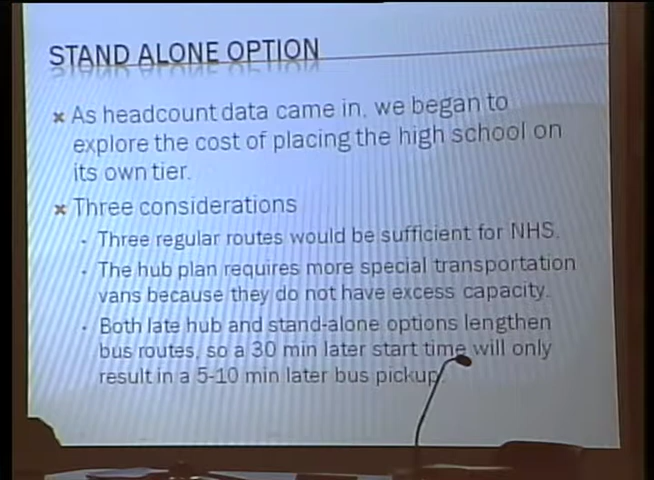 STAND ALONE OPTION
As headcount data came in, we began to
explore the cost of placing the high school on
its own tier.
Three considerations
Three regular routes would be sufficient for NHS.
The hub plan requires more special transportation
vans because they do not have excess capacity.
Both late hub and stand-alone options lengthen
bus routes, so a 30 min later start time will only
result in a 5-10 min later bus pickup.